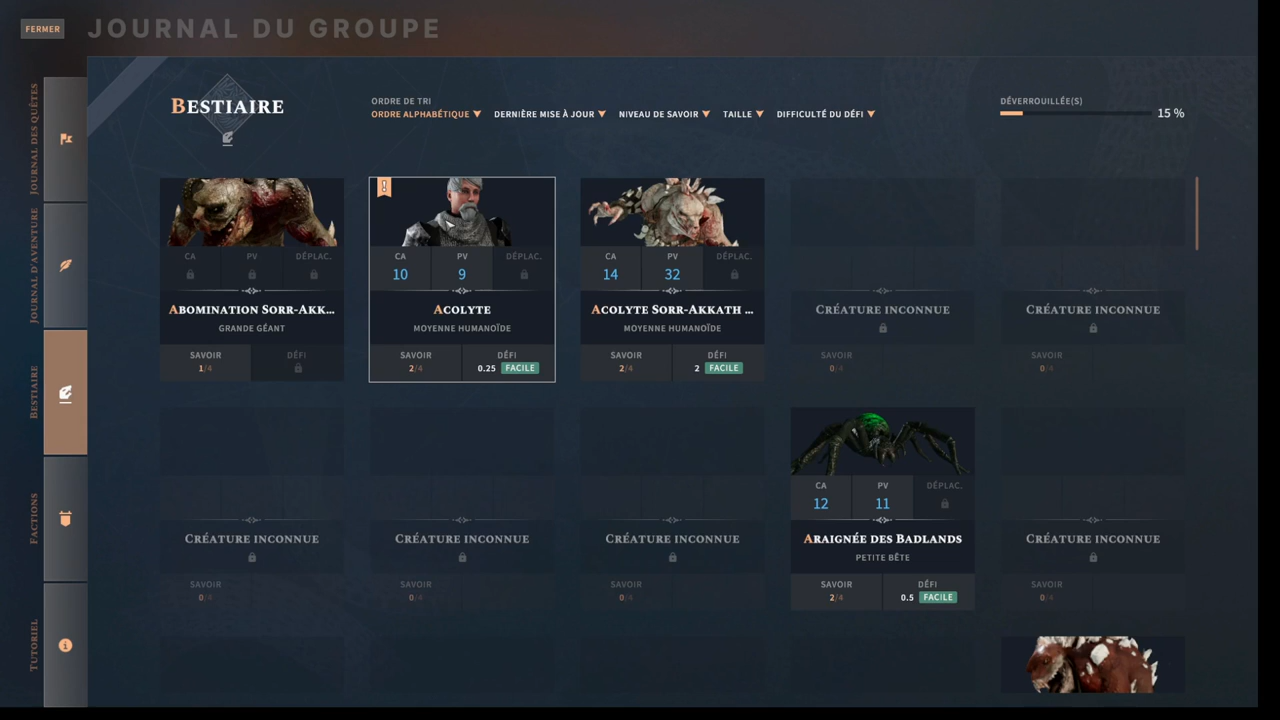 FERMER
JOURNAL DU GROUPE
JOURNAL DES QUÊTES
JOURNAL D'AVENTURE
BESTIAIRE
FACTIONS
TUTORIEL
BESTIAIRE
ORDRE DE TRI
ORDRE ALPHABÉTIQUE DERNIÈRE MISE À JOUR NIVEAU DE SAVOIR TAILLE DIFFICULTÉ DU DÉFI
DÉVERROUILLÉE(S)
15 %
CA PV DÉPLAC.
ABOMINATION SORR-AKK...
GRANDE GÉANT
SAVOIR DÉFI
1/4
!
CA PV DÉPLAC.
10 9
ACOLYTE
MOYENNE HUMANOÏDE
SAVOIR DÉFI
2/4 0.25 FACILE
CA PV DÉPLAC.
14 32
ACOLYTE SORR-AKKATH ...
MOYENNE HUMANOÏDE
SAVOIR DÉFI
2/4 2 FACILE
CRÉATURE INCONNUE
SAVOIR
0/4
CRÉATURE INCONNUE
SAVOIR
0/4
CRÉATURE INCONNUE
SAVOIR
0/4
CRÉATURE INCONNUE
SAVOIR
0/4
CRÉATURE INCONNUE
SAVOIR
0/4
CA PV DÉPLAC.
12 11
ARAIGNÉE DES BADLANDS
PETITE BÊTE
SAVOIR DÉFI
2/4 0.5 FACILE
CRÉATURE INCONNUE
SAVOIR
0/4